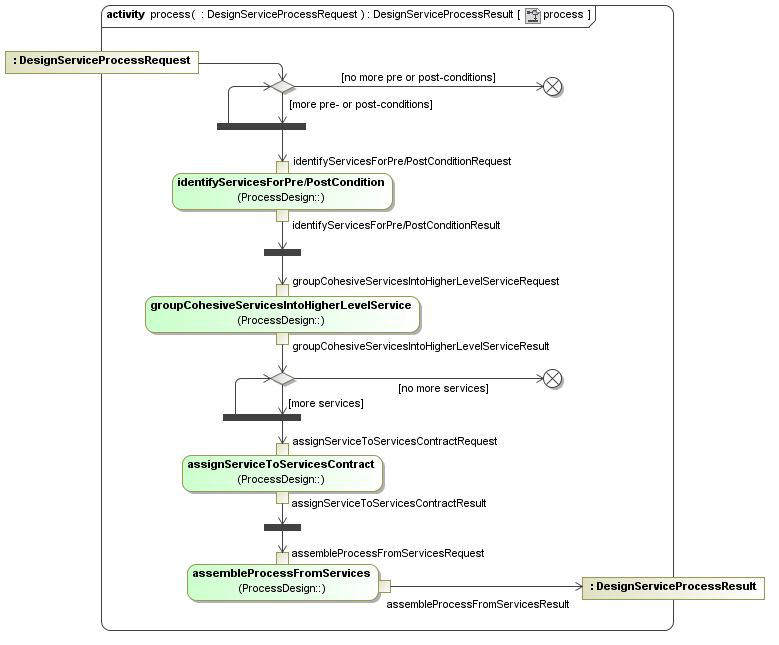 activity process( : DesignServiceProcessRequest ) : DesignServiceProcessResult [ process ]
: DesignServiceProcessRequest
[no more pre or post-conditions]
[more pre- or post-conditions]
identifyServicesForPre/PostConditionRequest
identifyServicesForPre/PostCondition
(ProcessDesign::)
identifyServicesForPre/PostConditionResult
groupCohesiveServicesIntoHigherLevelServiceRequest
groupCohesiveServicesIntoHigherLevelService
(ProcessDesign::)
groupCohesiveServicesIntoHigherLevelServiceResult
[no more services]
[more services]
assignServiceToServicesContractRequest
assignServiceToServicesContract
(ProcessDesign::)
assignServiceToServicesContractResult
assembleProcessFromServicesRequest
assembleProcessFromServices
(ProcessDesign::)
: DesignServiceProcessResult
assembleProcessFromServicesResult